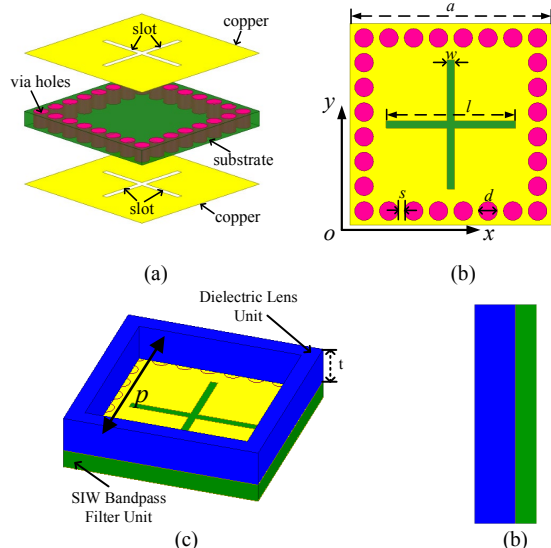 slot
copper
via holes
substrate
slot
copper
(a)
a
w
l
y
s
d
o
x
(b)
Dielectric Lens
Unit
t
p
SIW Bandpass
Filter Unit
(c)
(b)